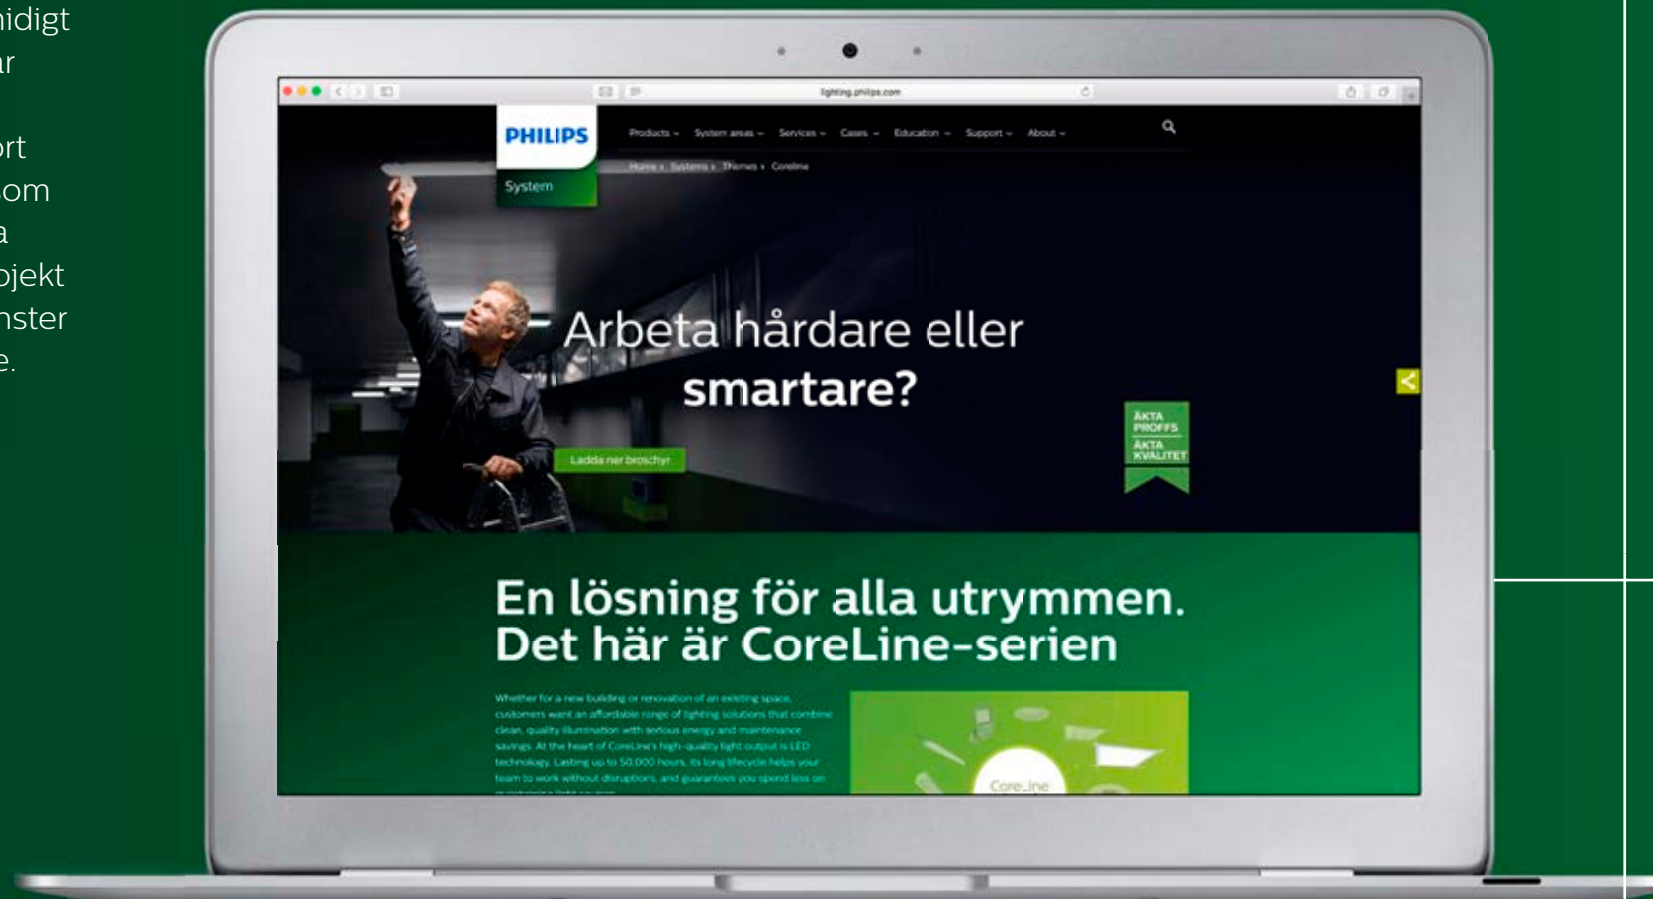 nidigt
ar
ort
som
a
ojekt
nster
e.
lighting.philips.com
PHILIPS
System
Products
System areas
Services
Cases
Education
Support
About
Home
Systems
Themes
Coreline
Arbeta hårdare eller
smartare?
Ladda ner broschyr
ÄKTA
PROFFS
ÄKTA
KVALITET
En lösning för alla utrymmen.
Det här är CoreLine-serien
Whether for a new building or renovation of an existing space,
customers want an affordable range of lighting solutions that combine
clean, quality illumination with serious energy and maintenance
savings. At the heart of CoreLine's high-quality light output is LED
technology. Lasting up to 50.000 hours, its long lifecycle helps your
team to work without disruptions, and guarantees you spend less on
CoreLine